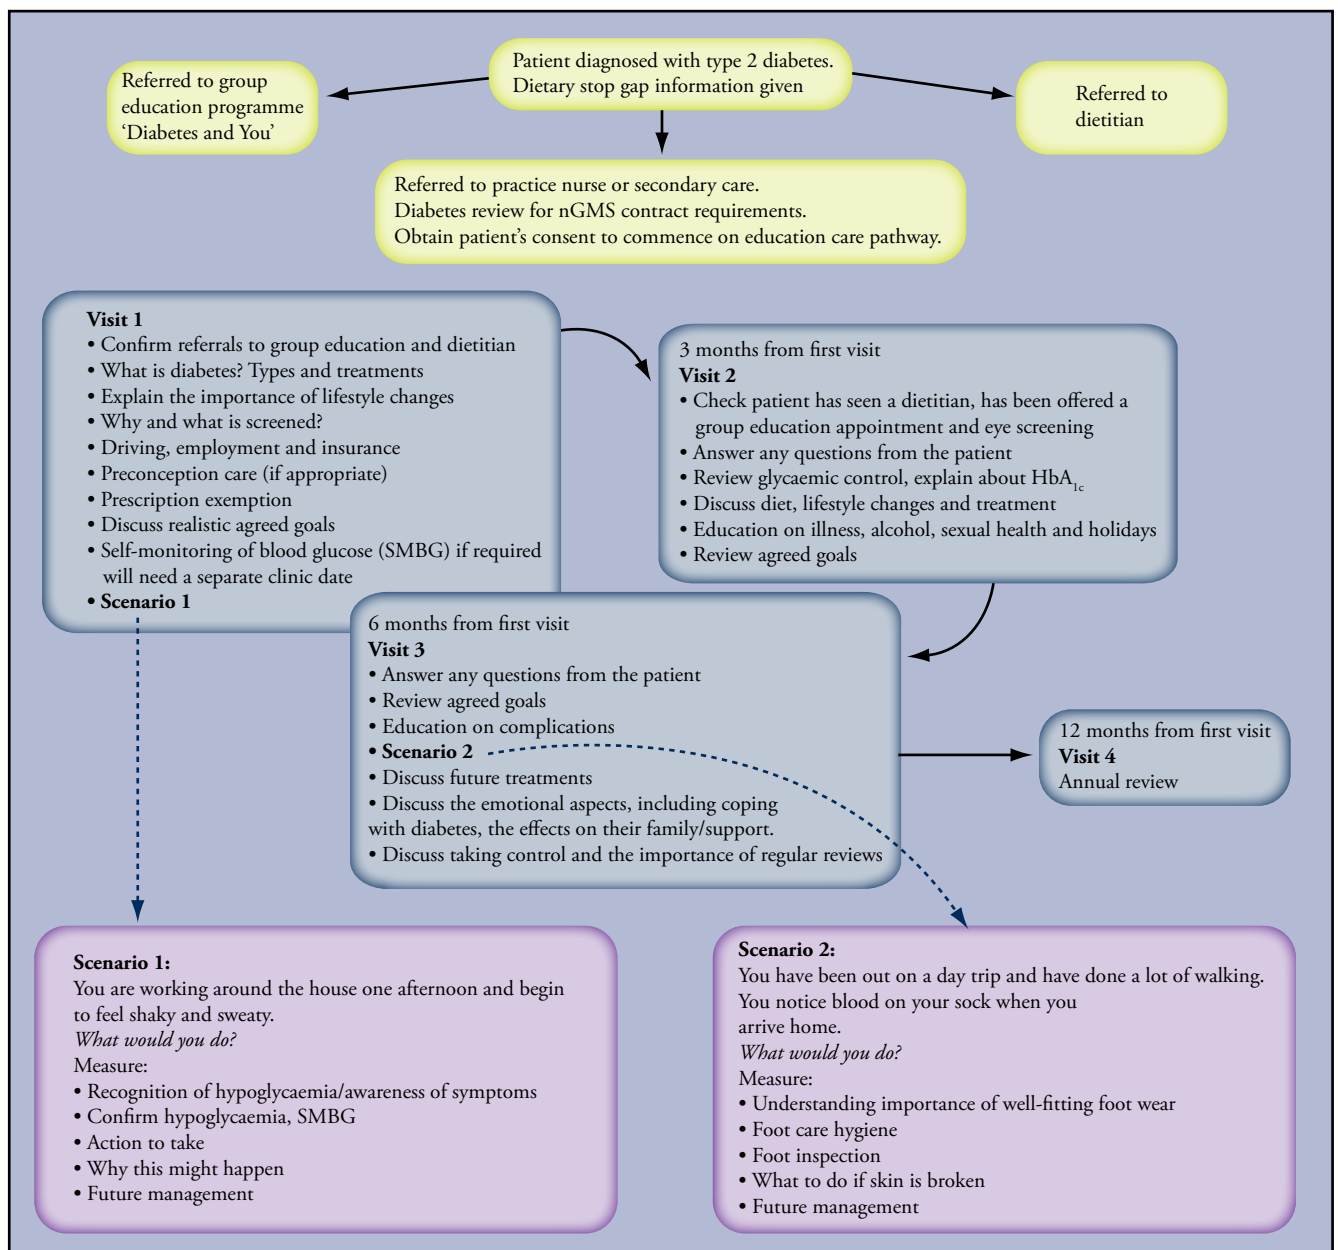 Patient diagnosed with type 2 diabetes.
Dietary stop gap information given
Referred to group
education programme
‘Diabetes and You’
Referred to
dietitian
Referred to practice nurse or secondary care.
Diabetes review for nGMS contract requirements.
Obtain patient’s consent to commence on education care pathway.
Visit 1
• Confirm referrals to group education and dietitian
• What is diabetes? Types and treatments
• Explain the importance of lifestyle changes
• Why and what is screened?
• Driving, employment and insurance
• Preconception care (if appropriate)
• Prescription exemption
• Discuss realistic agreed goals
• Self-monitoring of blood glucose (SMBG) if required
will need a separate clinic date
• Scenario 1
3 months from first visit
Visit 2
• Check patient has seen a dietitian, has been offered a
group education appointment and eye screening
• Answer any questions from the patient
• Review glycaemic control, explain about HbA1c
• Discuss diet, lifestyle changes and treatment
• Education on illness, alcohol, sexual health and holidays
• Review agreed goals
6 months from first visit
Visit 3
• Answer any questions from the patient
• Review agreed goals
• Education on complications
• Scenario 2
• Discuss future treatments
• Discuss the emotional aspects, including coping
with diabetes, the effects on their family/support.
• Discuss taking control and the importance of regular reviews
12 months from first visit
Visit 4
Annual review
Scenario 1:
You are working around the house one afternoon and begin
to feel shaky and sweaty.
What would you do?
Measure:
• Recognition of hypoglycaemia/awareness of symptoms
• Confirm hypoglycaemia, SMBG
• Action to take
• Why this might happen
• Future management
Scenario 2:
You have been out on a day trip and have done a lot of walking.
You notice blood on your sock when you
arrive home.
What would you do?
Measure:
• Understanding importance of well-fitting foot wear
• Foot care hygiene
• Foot inspection
• What to do if skin is broken
• Future management